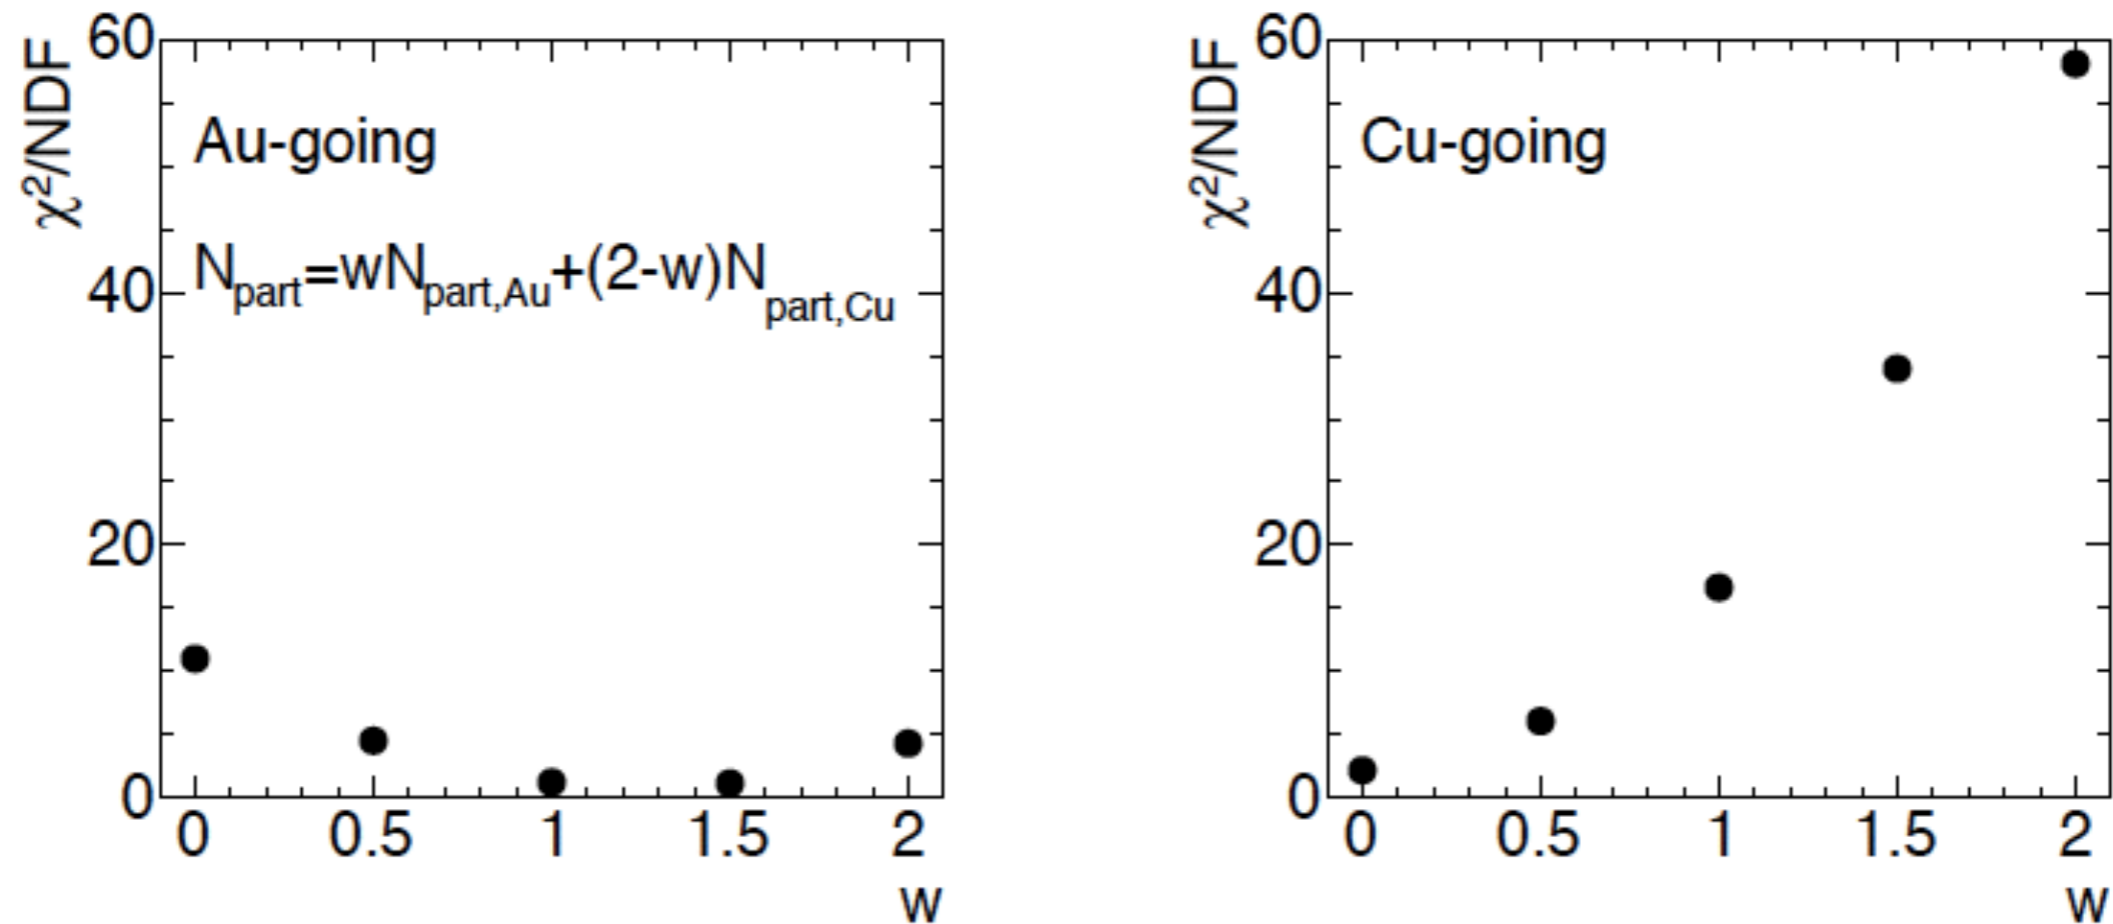 χ²/NDF
60
40
20
0
Au-going
N_part=wN_part,Au+(2-w)N_part,Cu
0 0.5 1 1.5 2
w
χ²/NDF
60
40
20
0
Cu-going
0 0.5 1 1.5 2
w